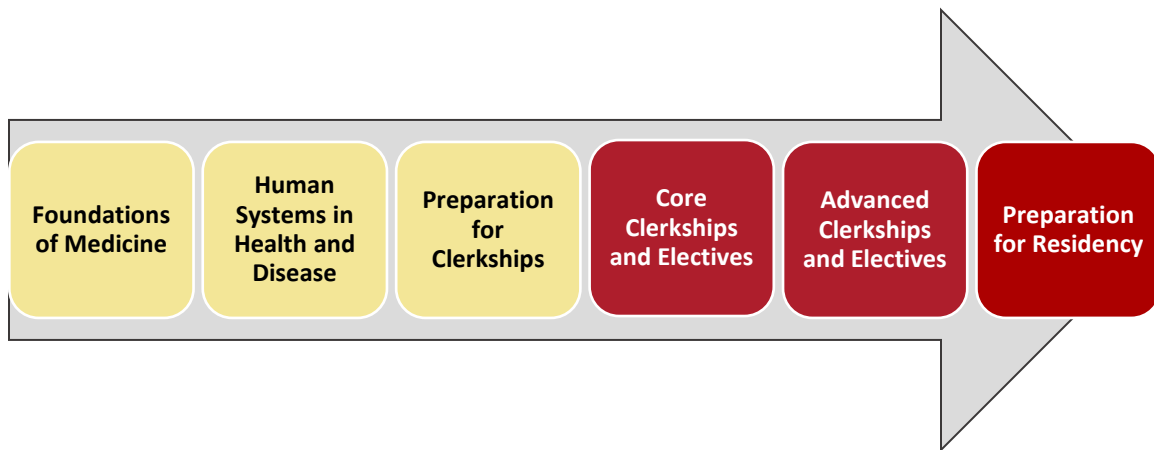 Foundations
of Medicine
Human
Systems in
Health and
Disease
Preparation
for
Clerkships
Core
Clerkships
and Electives
Advanced
Clerkships
and Electives
Preparation
for Residency